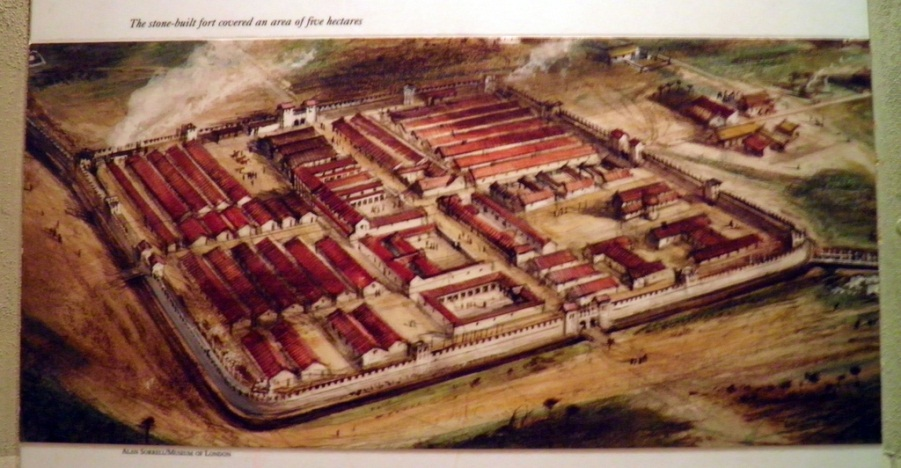 The stone-built fort covered an area of five hectares
Alan Sorrell/Museum of London